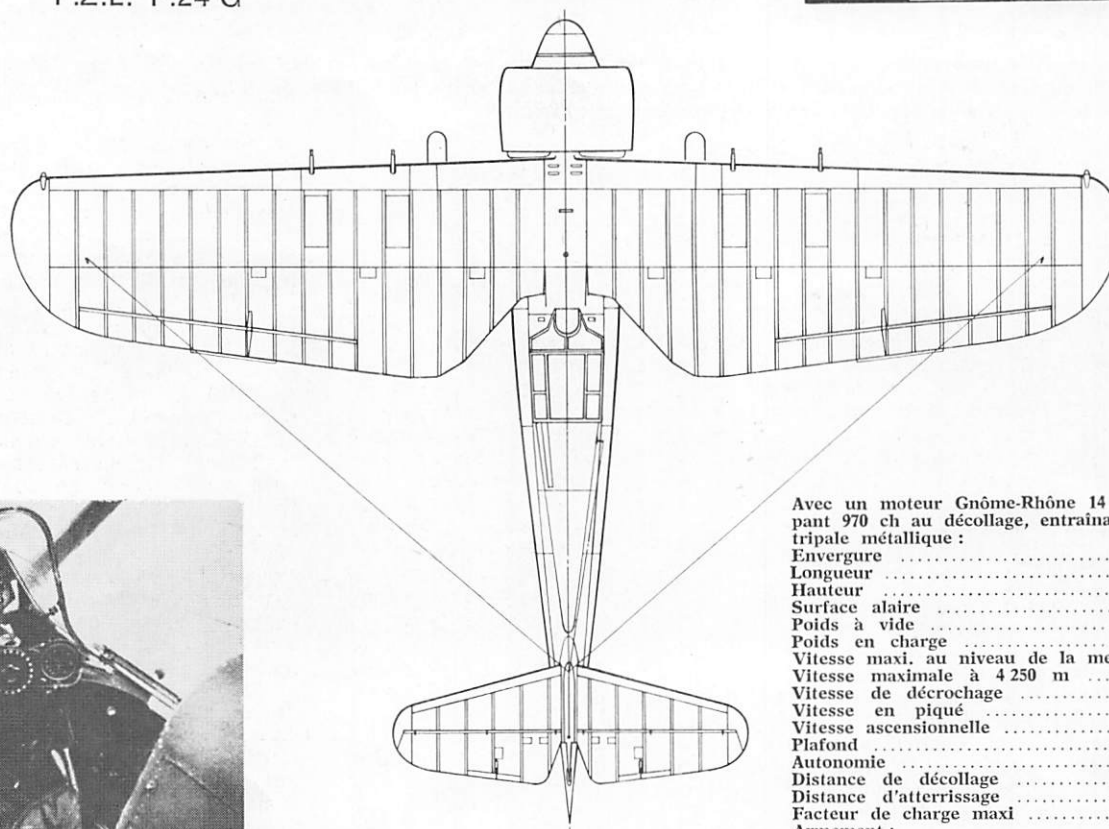 P.Z.L. P.24 G
Avec un moteur Gnôme-Rhône 14
pant 970 ch au décollage, entraîna
tripale métallique :
Envergure ..........................
Longueur ..........................
Hauteur ..........................
Surface alaire ..........................
Poids à vide ..........................
Poids en charge ..........................
Vitesse maxi. au niveau de la me
Vitesse maximale à 4 250 m ....
Vitesse de décrochage ................
Vitesse en piqué ......................
Vitesse ascensionnelle ................
Plafond ..........................
Autonomie ..........................
Distance de décollage ................
Distance d'atterrissage ................
Facteur de charge maxi ..............
Armement :